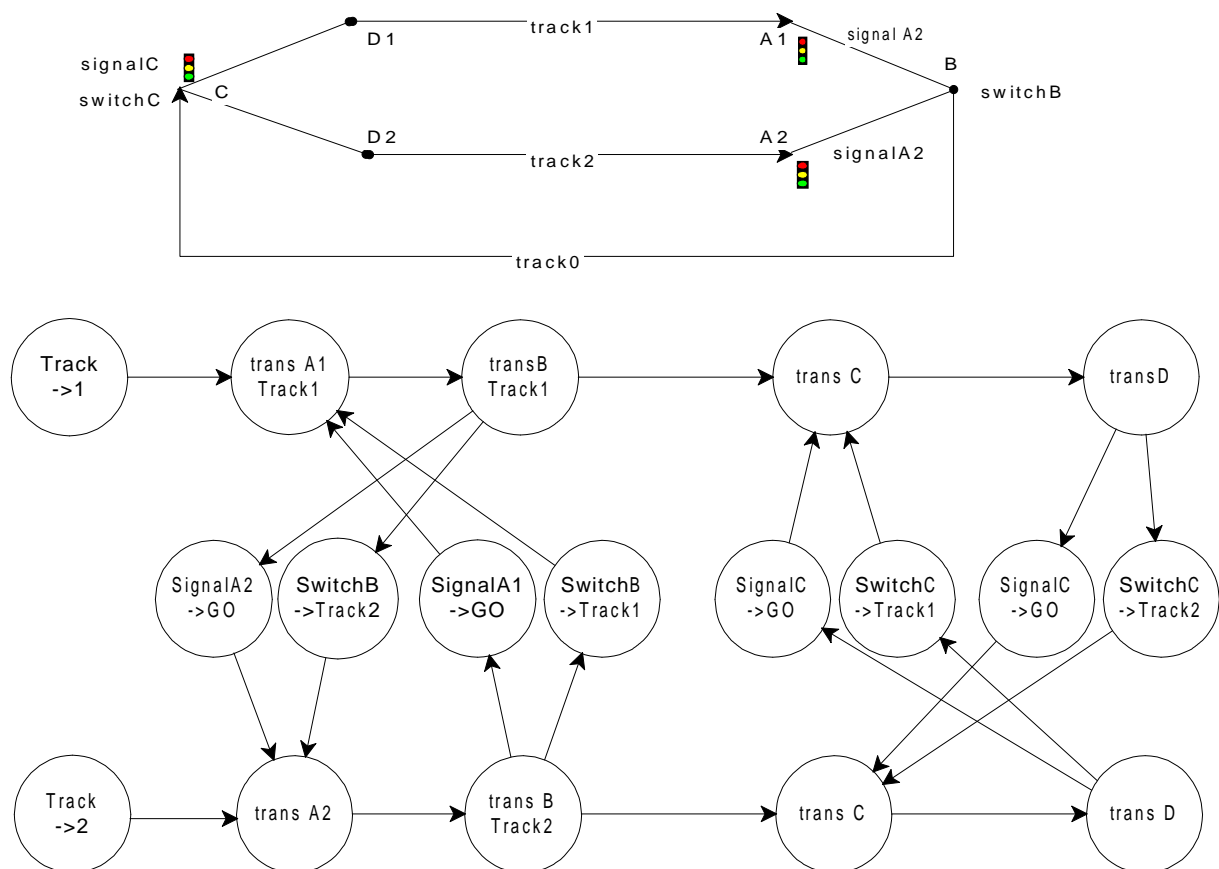 D1
track1
A1
signal A2
signalC
B
switchC
C
switchB
D2
A2
track2
signalA2
track0
Track
->1
trans A1
Track1
transB
Track1
trans C
transD
SignalA2
->GO
SwitchB
->Track2
SignalA1
->GO
SwitchB
->Track1
SignalC
->GO
SwitchC
->Track1
SignalC
->GO
SwitchC
->Track2
Track
->2
trans A2
trans B
Track2
trans C
trans D